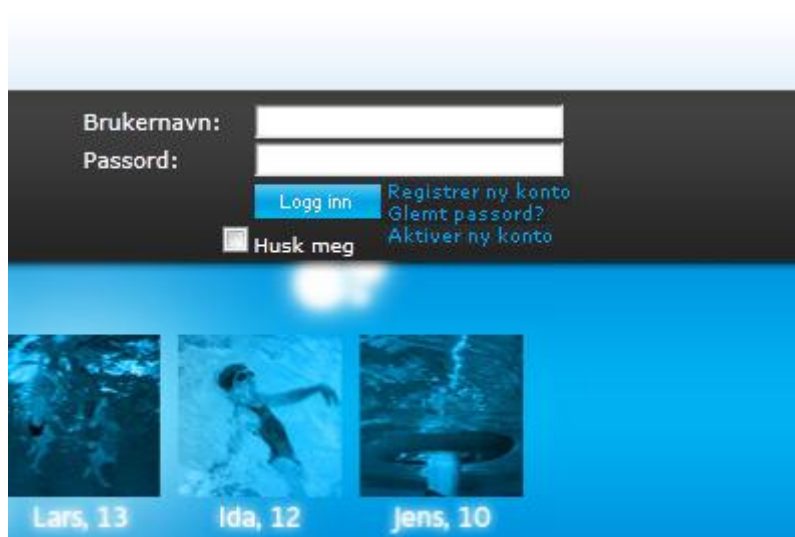 Brukernavn:
Passord:
Logg inn
Registrer ny konto
Glemt passord?
Aktiver ny konto
Husk meg
Lars, 13
Ida, 12
Jens, 10